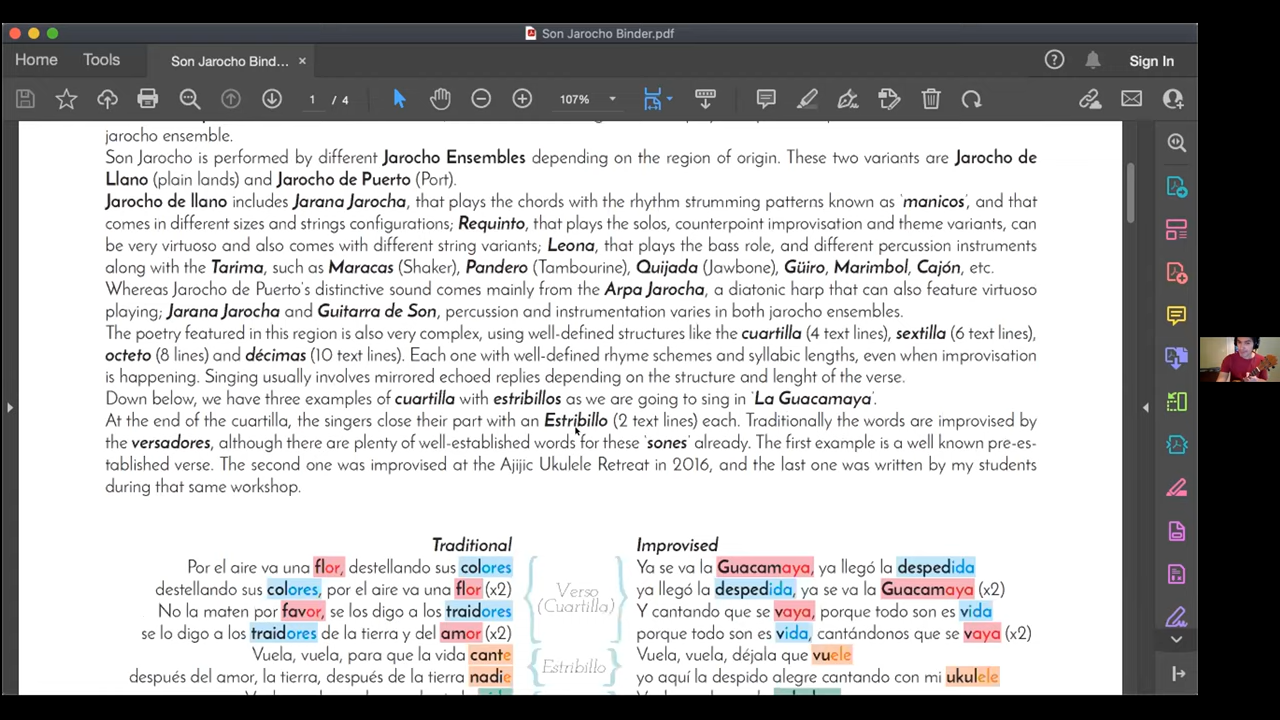 Son Jarocho Binder.pdf
Home
Tools
Son Jarocho Bind...
Sign In
1 / 4
107%
jarocho ensemble.
Son Jarocho is performed by different Jarocho Ensembles depending on the region of origin. These two variants are Jarocho de
Llano (plain lands) and Jarocho de Puerto (Port).
Jarocho de llano includes Jarana Jarocha, that plays the chords with the rhythm strumming patterns known as 'manicos', and that
comes in different sizes and strings configurations; Requinto, that plays the solos, counterpoint improvisation and theme variants, can
be very virtuoso and also comes with different string variants; Leona, that plays the bass role, and different percussion instruments
along with the Tarima, such as Maracas (Shaker), Pandero (Tambourine), Quijada (Jawbone), Güiro, Marimbol, Cajón, etc.
Whereas Jarocho de Puerto's distinctive sound comes mainly from the Arpa Jarocha, a diatonic harp that can also feature virtuoso
playing; Jarana Jarocha and Guitarra de Son, percussion and instrumentation varies in both jarocho ensembles.
The poetry featured in this region is also very complex, using well-defined structures like the cuartilla (4 text lines), sextilla (6 text lines),
octeto (8 lines) and décimas (10 text lines). Each one with well-defined rhyme schemes and syllabic lengths, even when improvisation
is happening. Singing usually involves mirrored echoed replies depending on the structure and lenght of the verse.
Down below, we have three examples of cuartilla with estribillos as we are going to sing in 'La Guacamaya'.
At the end of the cuartilla, the singers close their part with an Estribillo (2 text lines) each. Traditionally the words are improvised by
the versadores, although there are plenty of well-established words for these 'sones' already. The first example is a well known pre-es-
tablished verse. The second one was improvised at the Ajijic Ukulele Retreat in 2016, and the last one was written by my students
during that same workshop.
Traditional
Por el aire va una flor, destellando sus colores
destellando sus colores, por el aire va una flor (x2)
No la maten por favor, se los digo a los traidores
se lo digo a los traidores de la tierra y del amor (x2)
Vuela, vuela, para que la vida cante
después del amor, la tierra, después de la tierra nadie
Verso
(Cuartilla)
Estribillo
Improvised
Ya se va la Guacamaya, ya llegó la despedida
ya llegó la despedida, ya se va la Guacamaya (x2)
Y cantando que se vaya, porque todo son es vida
porque todo son es vida, cantándonos que se vaya (x2)
Vuela, vuela, déjala que vuele
yo aquí la despido alegre cantando con mi ukulele